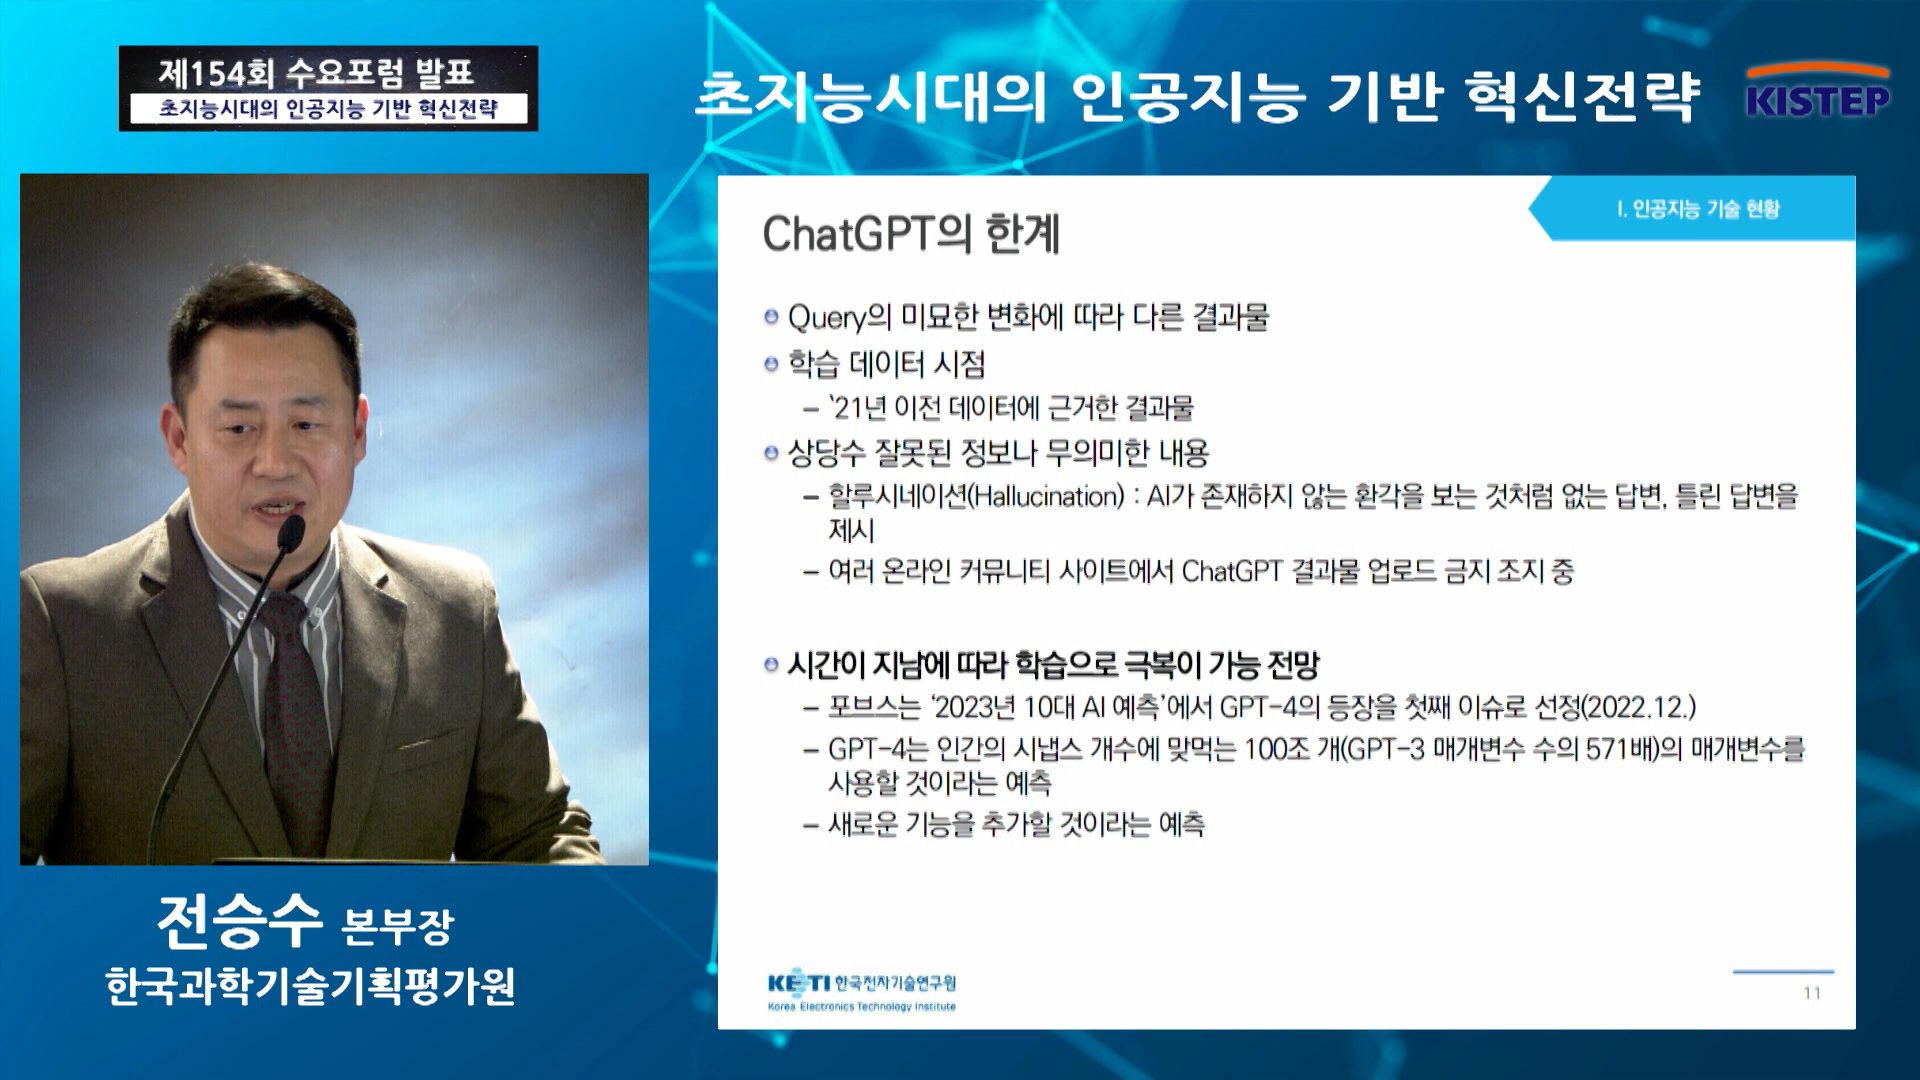 제154회 수요포럼 발표
초지능시대의 인공지능 기반 혁신전략
초지능시대의 인공지능 기반 혁신전략
KISTEP
I. 인공지능 기술 현황
ChatGPT의 한계
Query의 미묘한 변화에 따라 다른 결과물
학습 데이터 시점
– ‘21년 이전 데이터에 근거한 결과물
상당수 잘못된 정보나 무의미한 내용
– 할루시네이션(Hallucination) : AI가 존재하지 않는 환각을 보는 것처럼 없는 답변, 틀린 답변을
제시
– 여러 온라인 커뮤니티 사이트에서 ChatGPT 결과물 업로드 금지 조치 중
시간이 지남에 따라 학습으로 극복이 가능 전망
– 포브스는 ‘2023년 10대 AI 예측’에서 GPT-4의 등장을 첫째 이슈로 선정(2022.12.)
– GPT-4는 인간의 시냅스 개수에 맞먹는 100조 개(GPT-3 매개변수 수의 571배)의 매개변수를
사용할 것이라는 예측
– 새로운 기능을 추가할 것이라는 예측
KETI 한국전자기술연구원
Korea Electronics Technology Institute
11
전승수 본부장
한국과학기술기획평가원